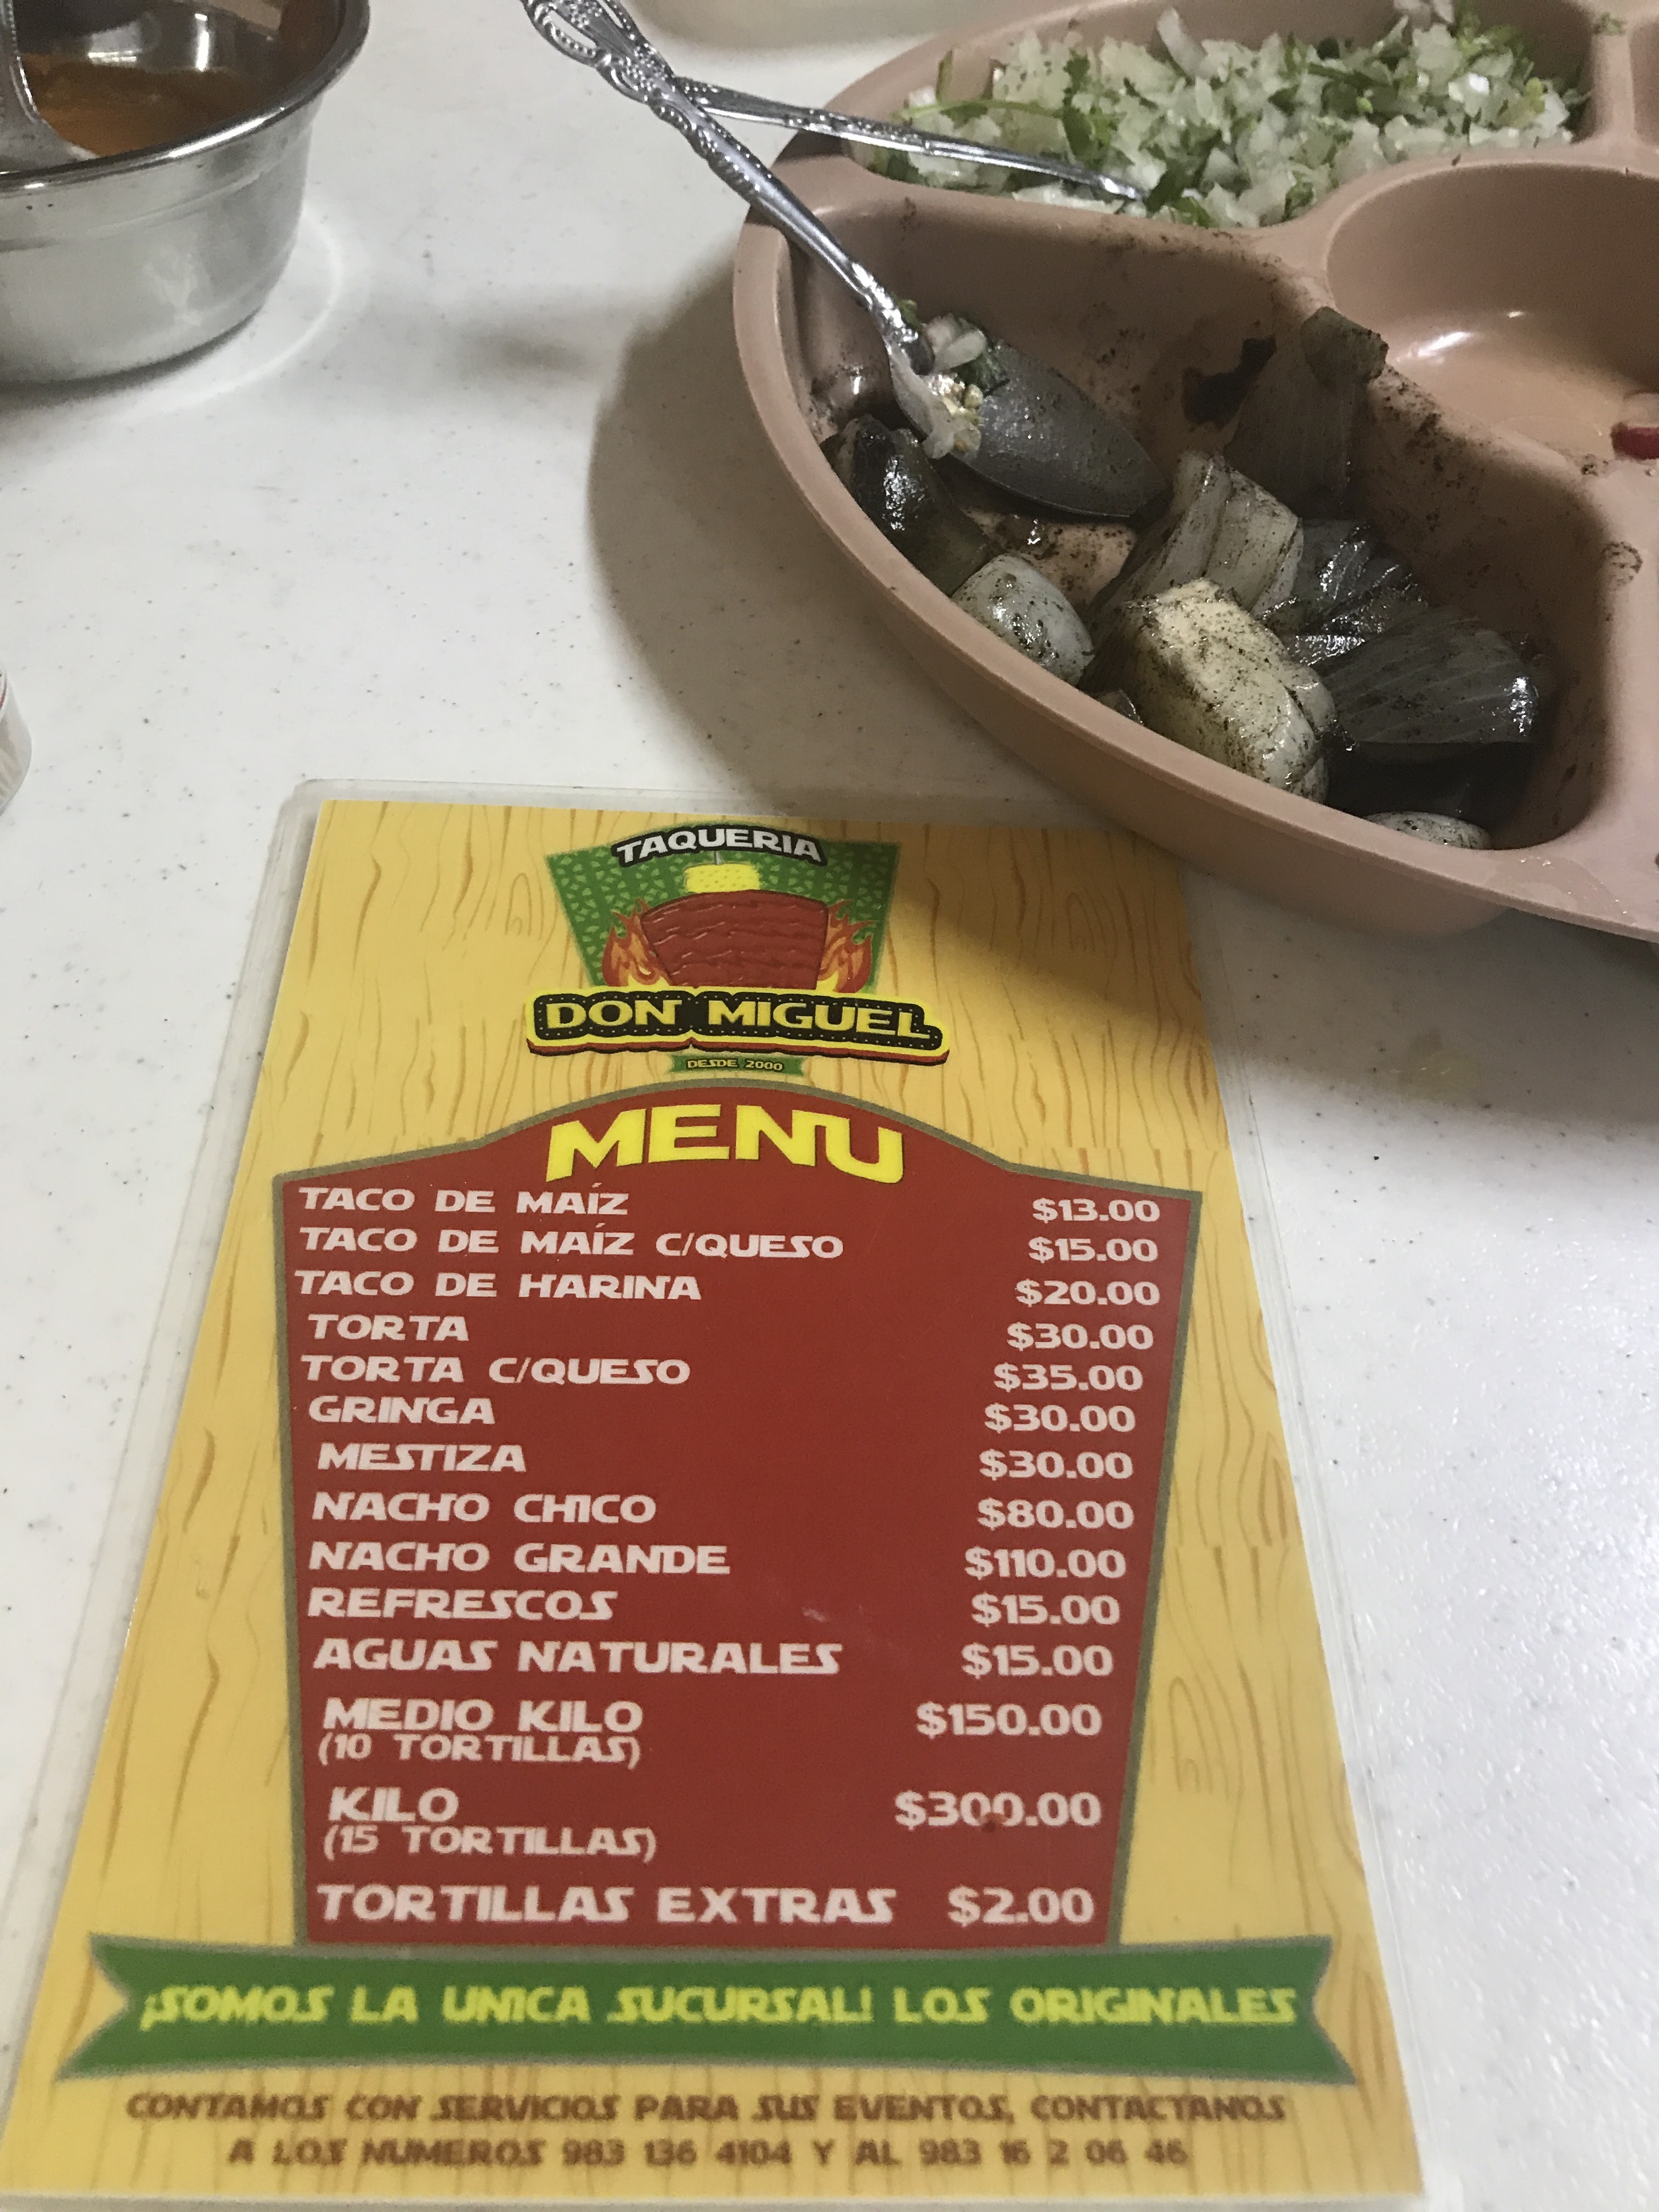 TAQUERIA
DON MIGUEL
DESDE 2000
MENU
TACO DE MAÍZ $13.00
TACO DE MAÍZ C/QUESO $15.00
TACO DE HARINA $20.00
TORTA $30.00
TORTA C/QUESO $35.00
GRINGA $30.00
MESTIZA $30.00
NACHO CHICO $80.00
NACHO GRANDE $110.00
REFRESCOS $15.00
AGUAS NATURALES $15.00
MEDIO KILO $150.00
(10 TORTILLAS)
KILO $300.00
(15 TORTILLAS)
TORTILLAS EXTRAS $2.00
¡SOMOS LA UNICA SUCURSAL! LOS ORIGINALES
CONTAMOS CON SERVICIOS PARA SUS EVENTOS, CONTACTANOS
A LOS NUMEROS 983 136 4104 Y AL 983 16 2 06 46